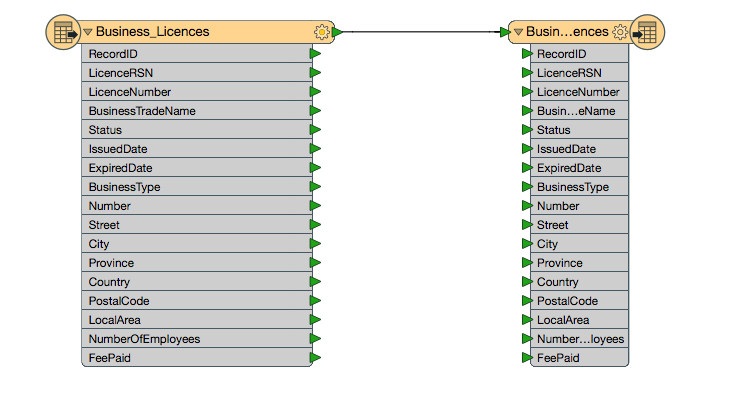 Business_Licences
RecordID
LicenceRSN
LicenceNumber
BusinessTradeName
Status
IssuedDate
ExpiredDate
BusinessType
Number
Street
City
Province
Country
PostalCode
LocalArea
NumberOfEmployees
FeePaid
Busin...ences
RecordID
LicenceRSN
LicenceNumber
Busin...eName
Status
IssuedDate
ExpiredDate
BusinessType
Number
Street
City
Province
Country
PostalCode
LocalArea
Number...loyees
FeePaid